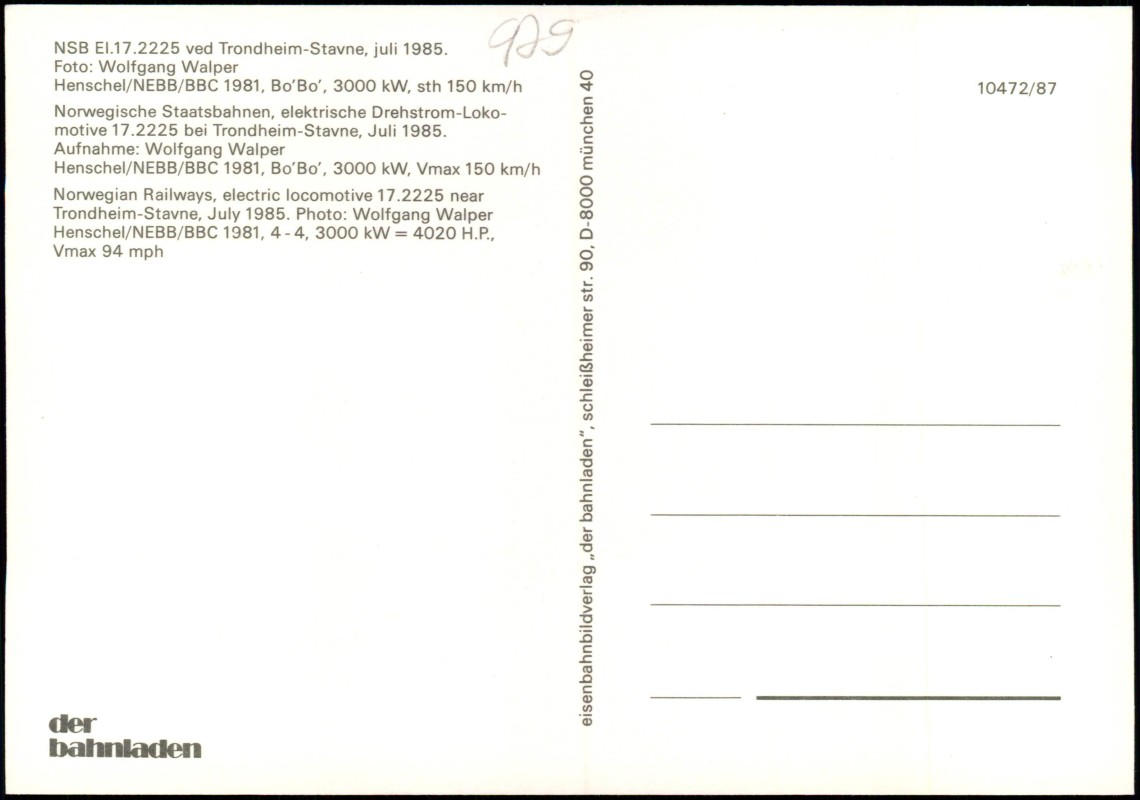 NSB El.17.2225 ved Trondheim-Stavne, juli 1985.
Foto: Wolfgang Walper
Henschel/NEBB/BBC 1981, Bo'Bo', 3000 kW, sth 150 km/h
Norwegische Staatsbahnen, elektrische Drehstrom-Loko-
motive 17.2225 bei Trondheim-Stavne, Juli 1985.
Aufnahme: Wolfgang Walper
Henschel/NEBB/BBC 1981, Bo'Bo', 3000 kW, Vmax 150 km/h
Norwegian Railways, electric locomotive 17.2225 near
Trondheim-Stavne, July 1985. Photo: Wolfgang Walper
Henschel/NEBB/BBC 1981, 4 - 4, 3000 kW = 4020 H.P.,
Vmax 94 mph
der
bahnladen
eisenbahnbildverlag „der bahnladen“, schleißheimer str. 90, D-8000 münchen 40
10472/87